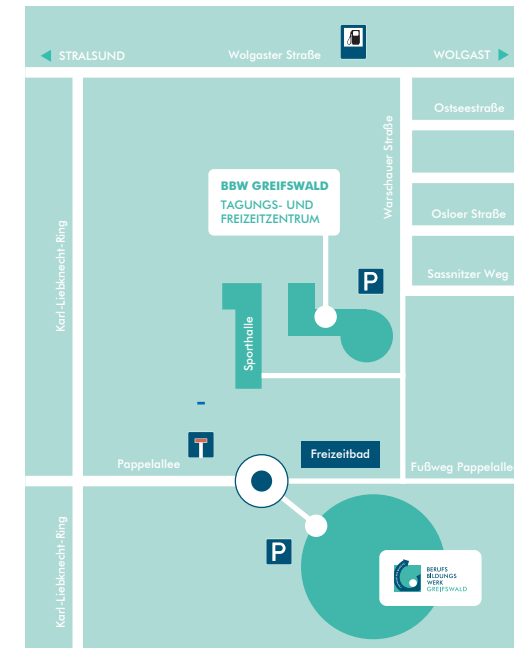 STRALSUND
Wolgaster Straße
WOLGAST
Ostseestraße
Warschauer Straße
BBW GREIFSWALD
TAGUNGS- UND
FREIZEITZENTRUM
Osloer Straße
Karl-Liebknecht-Ring
Sassnitzer Weg
P
Sporthalle
Freizeitbad
Pappelallee
Fußweg Pappelallee
P
Karl-Liebknecht-Ring
BERUFS
BILDUNGS
WERK
GREIFSWALD